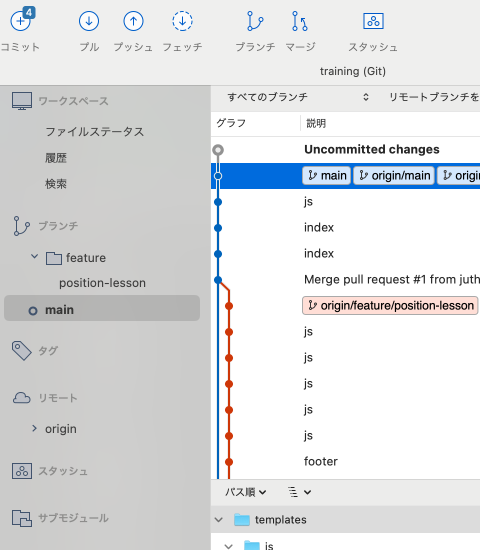 4
コミット プル プッシュ フェッチ ブランチ マージ スタッシュ
training (Git)
ワークスペース
ファイルステータス
履歴
検索
ブランチ
feature
position-lesson
main
タグ
リモート
origin
スタッシュ
サブモジュール
すべてのブランチ リモートブランチを
グラフ 説明
Uncommitted changes
main origin/main origin
js
index
index
Merge pull request #1 from juth
origin/feature/position-lesson
js
js
js
js
js
footer
パス順
templates
js